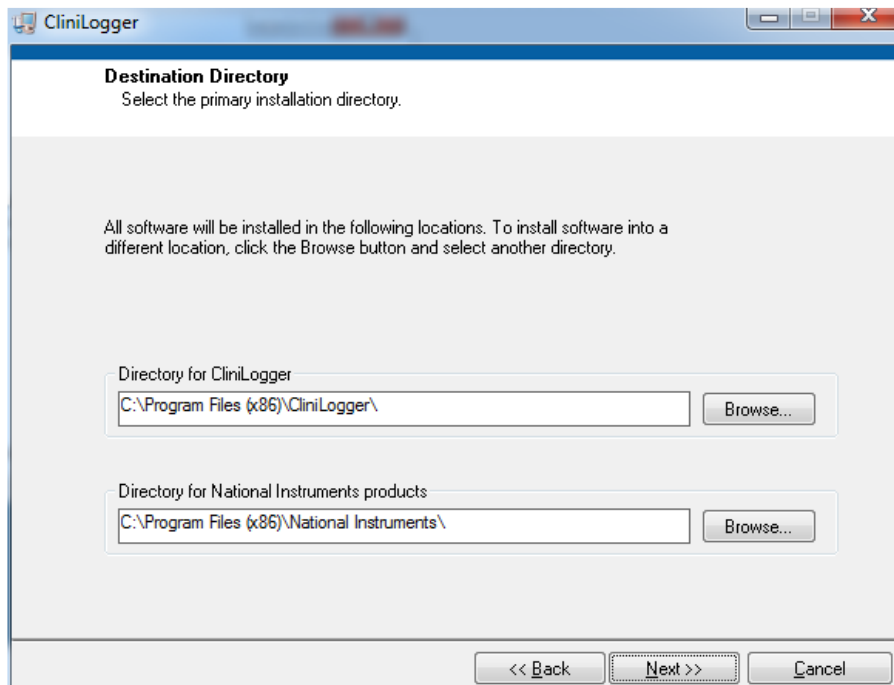 CliniLogger
Destination Directory
Select the primary installation directory.
All software will be installed in the following locations. To install software into a
different location, click the Browse button and select another directory.
Directory for CliniLogger
C:\Program Files (x86)\CliniLogger\
Browse...
Directory for National Instruments products
C:\Program Files (x86)\National Instruments\
Browse...
<< Back
Next >>
Cancel